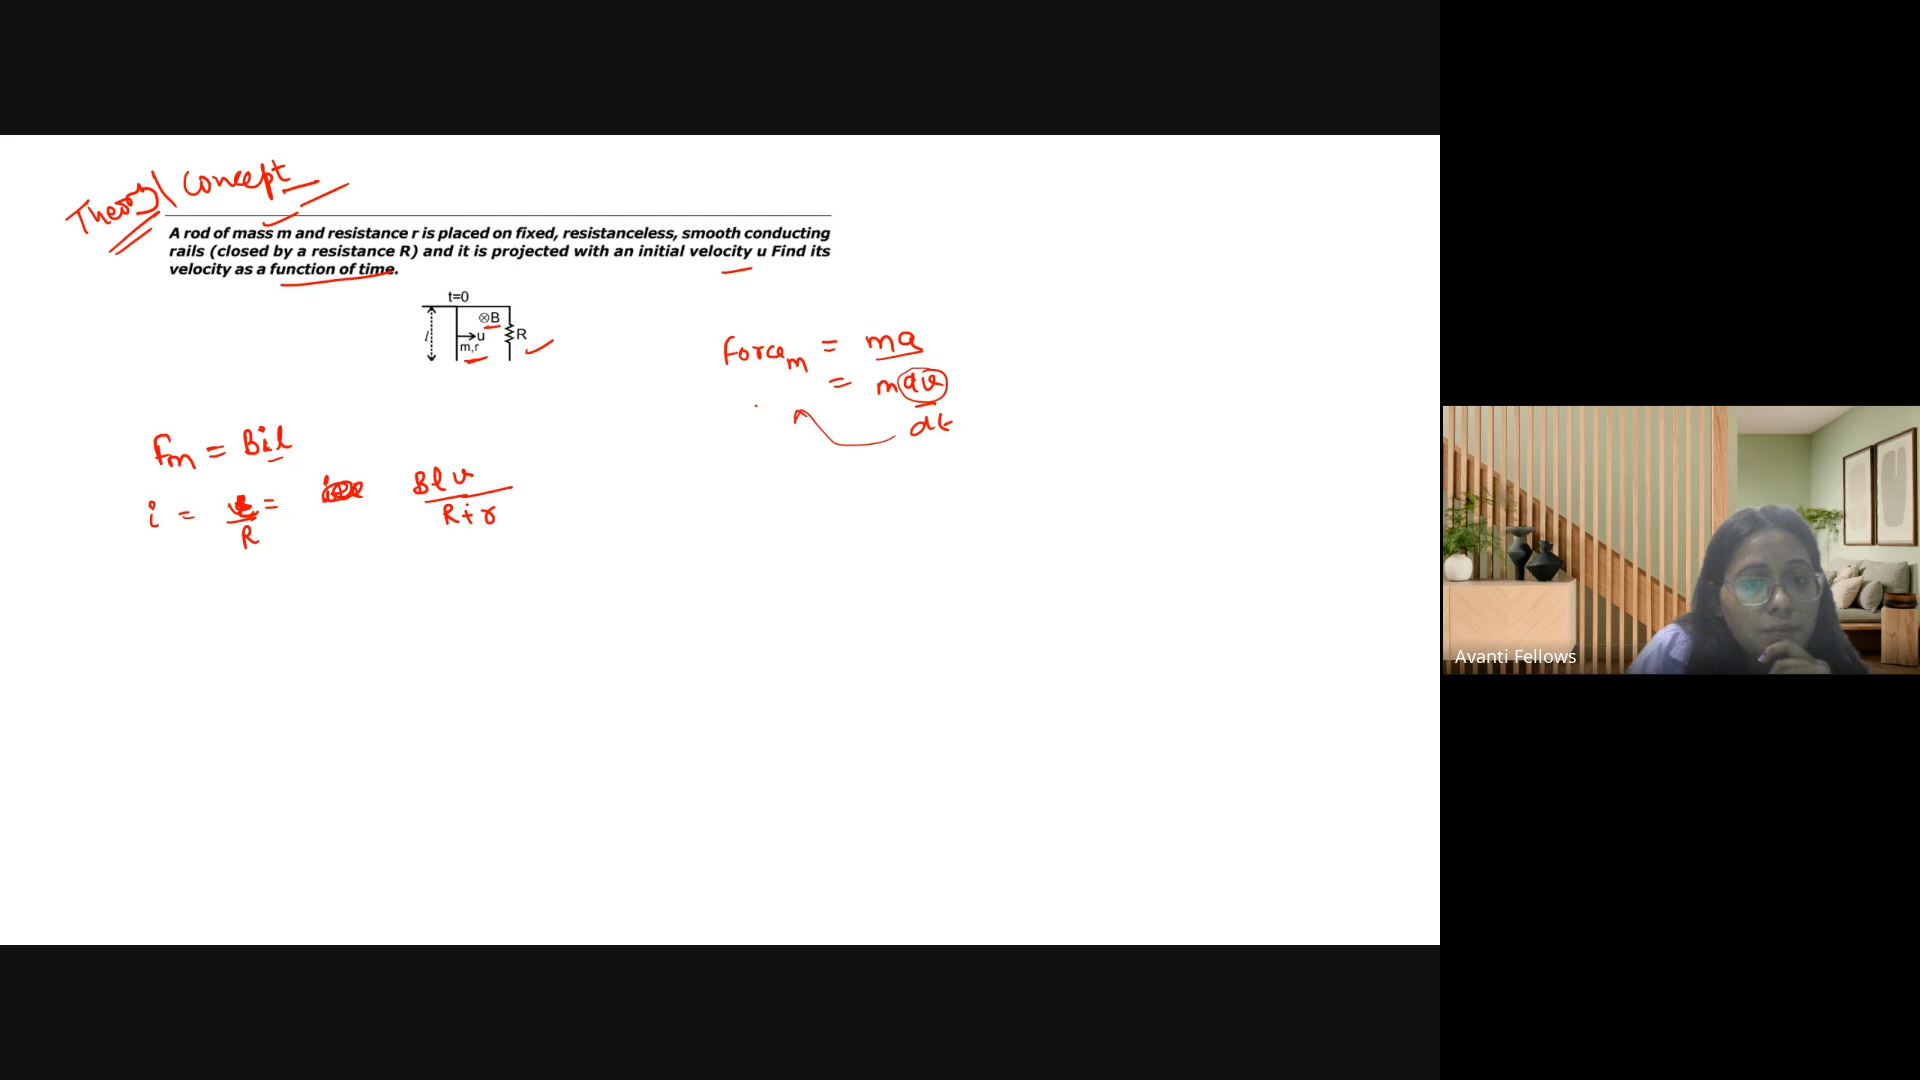 Theory| Concept
A rod of mass m and resistance r is placed on fixed, resistanceless, smooth conducting
rails (closed by a resistance R) and it is projected with an initial velocity u Find its
velocity as a function of time.
t=0
⊗B
l
u
R
m,r
Force m = ma
= m dv
dt
Fm = Bil
i = e = Blv
R R+r
Avanti Fellows